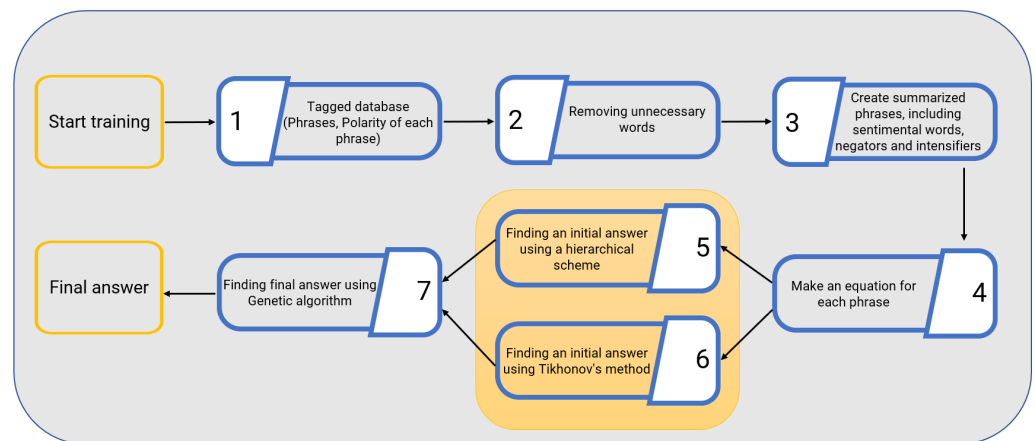 Start training
1
Tagged database
(Phrases, Polarity of each
phrase)
2
Removing unnecessary
words
3
Create summarized
phrases, including
sentimental words,
negators and intensifiers
4
Make an equation for
each phrase
5
Finding an initial answer
using a hierarchical
scheme
6
Finding an initial answer
using Tikhonov's method
7
Finding final answer using
Genetic algorithm
Final answer